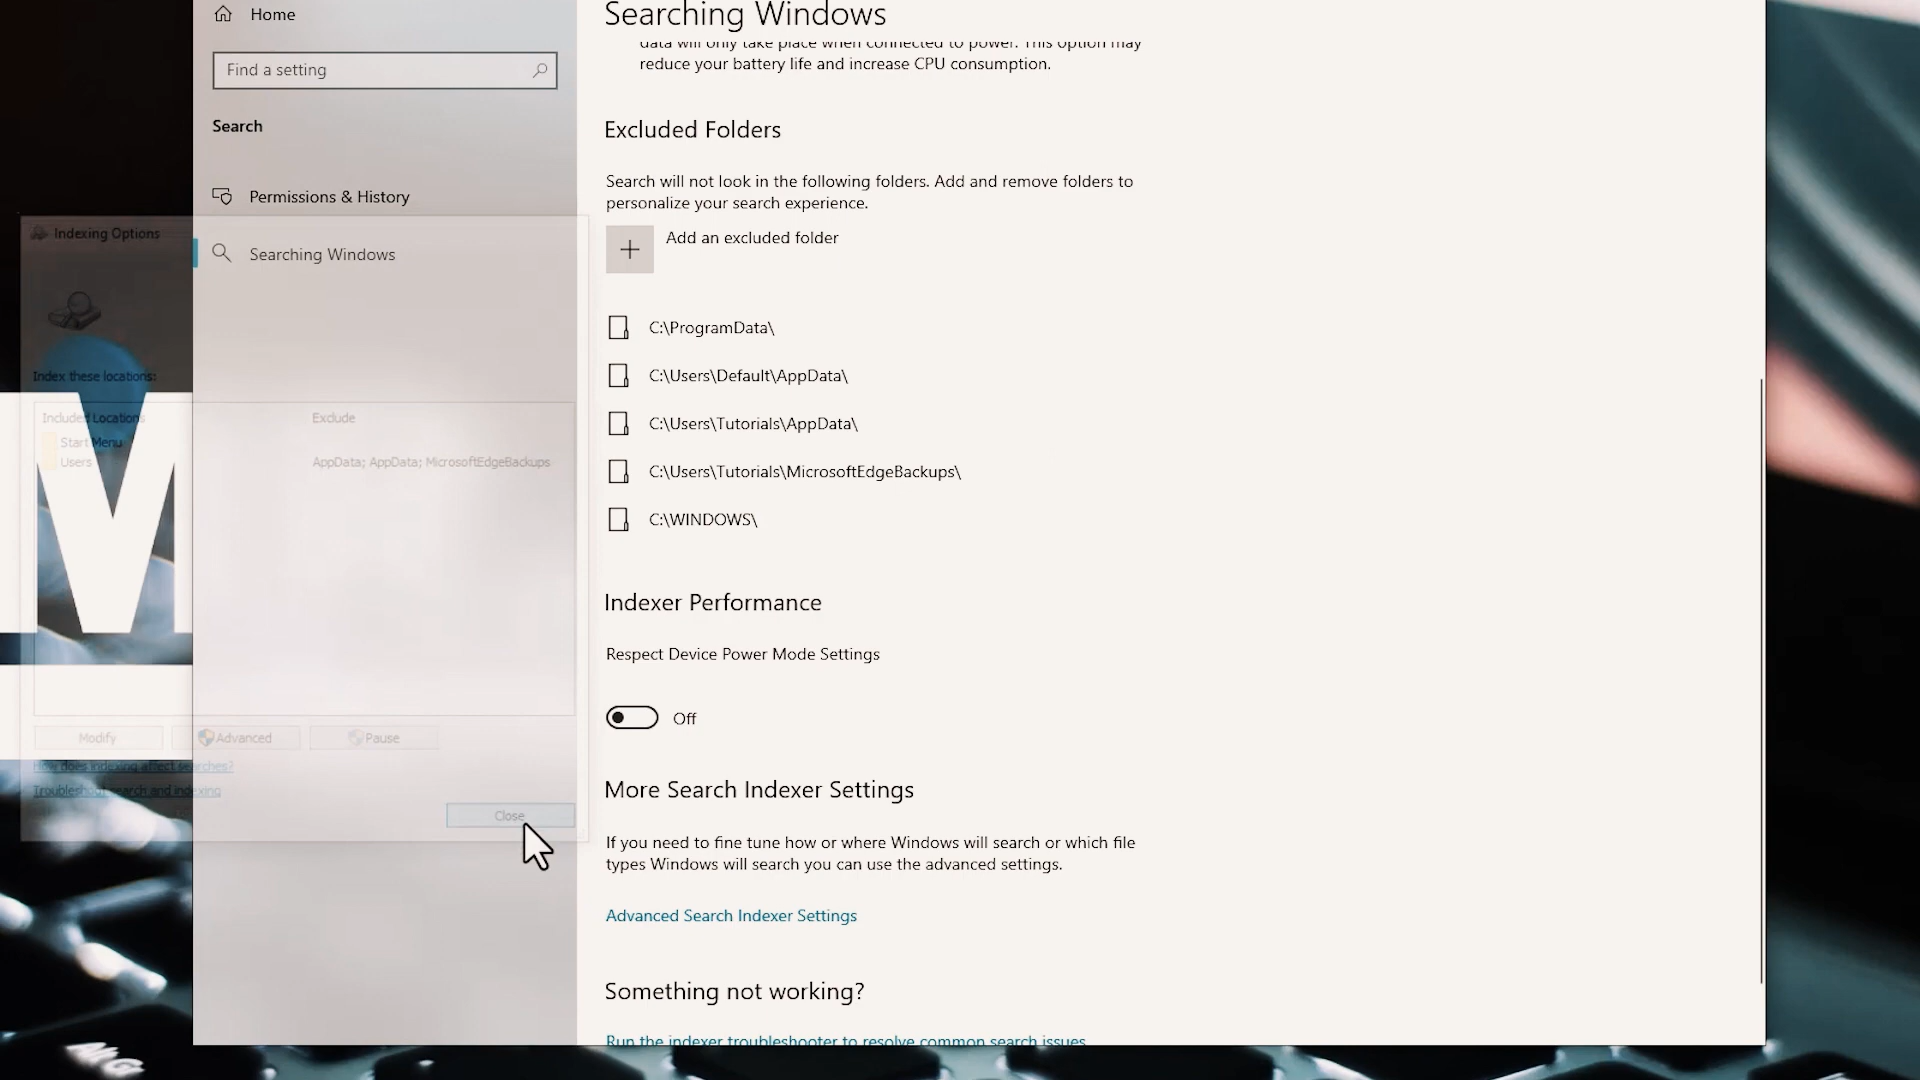 Home
Find a setting
Search
Permissions & History
Searching Windows
Searching Windows
data will only take place when connected to power. This option may
reduce your battery life and increase CPU consumption.
Excluded Folders
Search will not look in the following folders. Add and remove folders to
personalize your search experience.
Add an excluded folder
C:\ProgramData\
C:\Users\Default\AppData\
C:\Users\Tutorials\AppData\
C:\Users\Tutorials\MicrosoftEdgeBackups\
C:\WINDOWS\
Indexer Performance
Respect Device Power Mode Settings
Off
More Search Indexer Settings
If you need to fine tune how or where Windows will search or which file
types Windows will search you can use the advanced settings.
Advanced Search Indexer Settings
Something not working?
Run the indexer troubleshooter to resolve common search issues
Indexing Options
Index these locations:
Included Locations
Exclude
Start Menu
Users
AppData; AppData; MicrosoftEdgeBackups
Modify
Advanced
Pause
How does indexing affect searches?
Troubleshoot search and indexing
Close
M